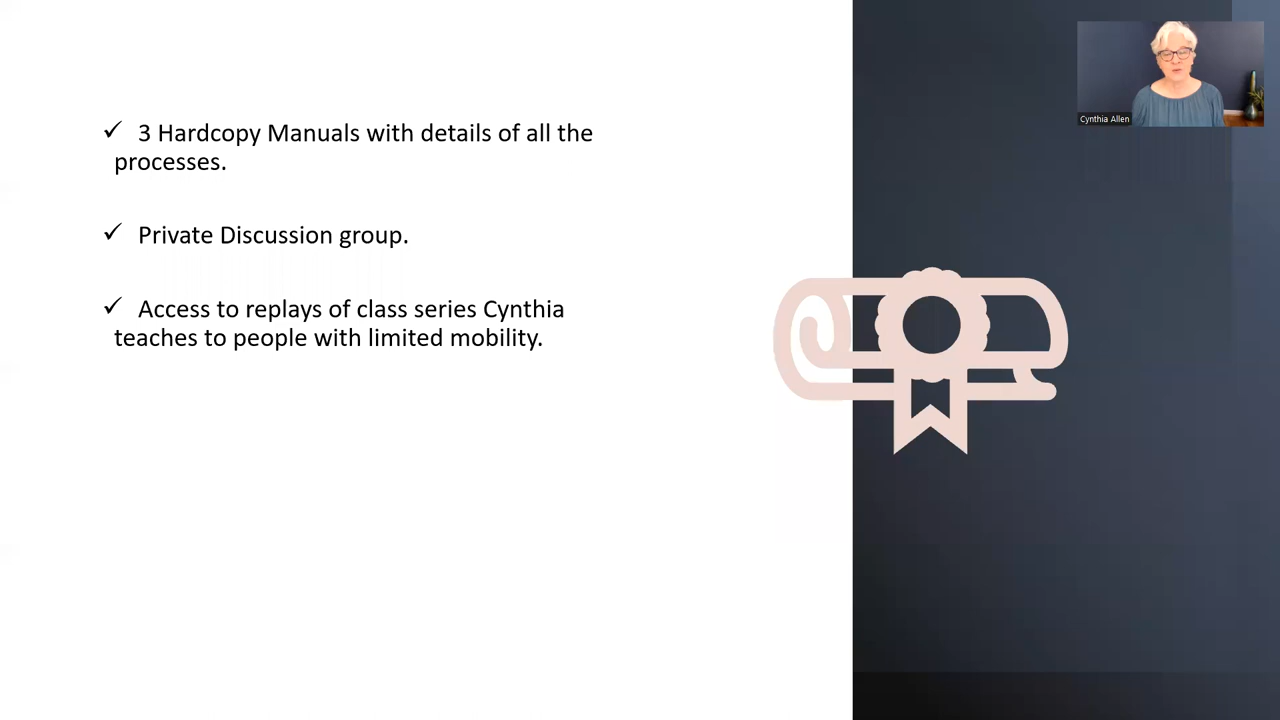 ✓ 3 Hardcopy Manuals with details of all the
processes.
✓ Private Discussion group.
✓ Access to replays of class series Cynthia
teaches to people with limited mobility.
Cynthia Allen